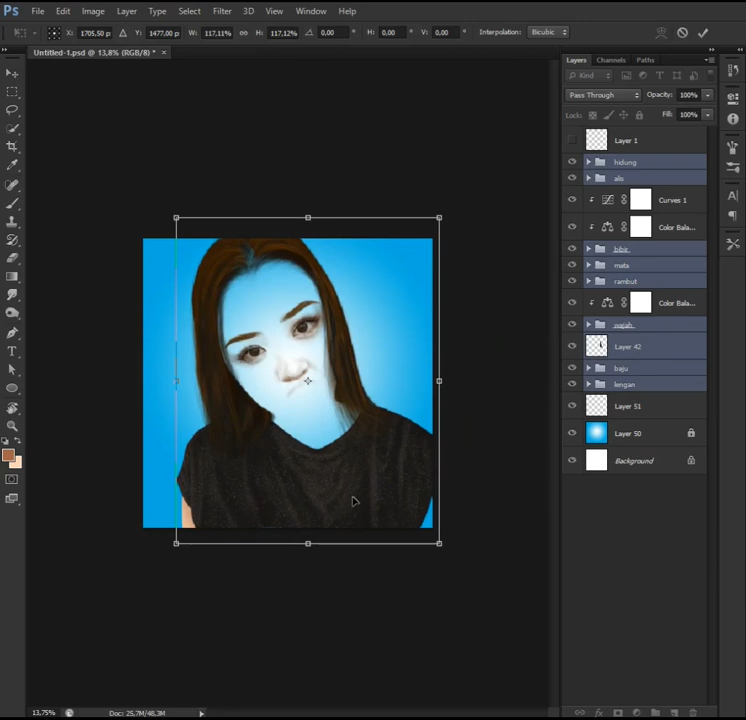 Ps File Edit Image Layer Type Select Filter 3D View Window Help
X: 1705,50 p: Y: 1477,00 p: W: 117,11% H: 117,12% 0,00 ° H: 0,00 ° V: 0,00 ° Interpolation: Bicubic
Untitled-1.psd @ 13,8% (RGB/8) * ×
Layers Channels Paths
Kind
Pass Through Opacity: 100%
Lock: Fill: 100%
Layer 1
hidung
alis
Curves 1
Color Bala...
bibir
mata
rambut
Color Bala...
wajah
Layer 42
baju
lengan
Layer 51
Layer 50
Background
13,75% Doc: 25,7M/48,3M